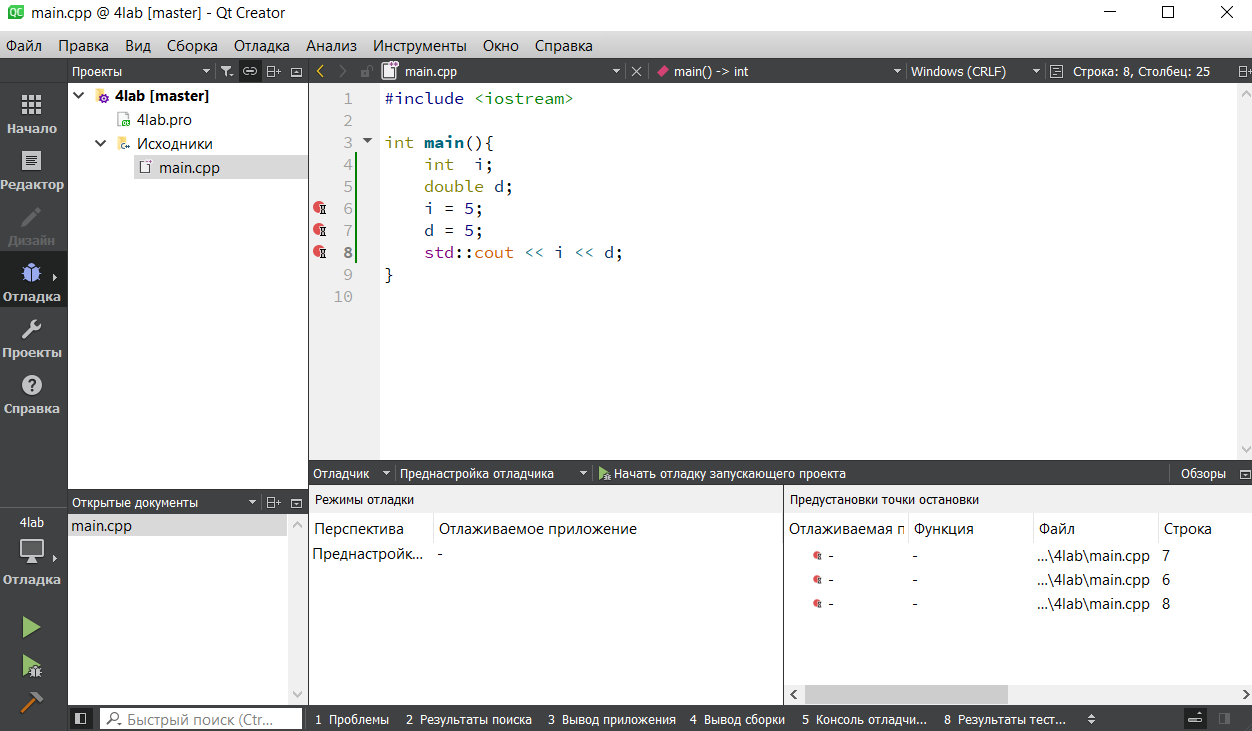 main.cpp @ 4lab [master] - Qt Creator
Файл Правка Вид Сборка Отладка Анализ Инструменты Окно Справка
Проекты
main.cpp
main() -> int
Windows (CRLF)
Строка: 8, Столбец: 25
Начало
Редактор
Дизайн
Отладка
Проекты
Справка
4lab
Отладка
4lab [master]
4lab.pro
Исходники
main.cpp
1 #include <iostream>
2
3 int main(){
4 int  i;
5 double d;
6 i = 5;
7 d = 5;
8 std::cout << i << d;
9 }
10
Открытые документы
main.cpp
Отладчик
Преднастройка отладчика
Начать отладку запускающего проекта
Обзоры
Режимы отладки
Перспектива Отлаживаемое приложение
Преднастройк... -
Предустановки точки остановки
Отлаживаемая п Функция Файл Строка
- - ...\4lab\main.cpp 7
- - ...\4lab\main.cpp 6
- - ...\4lab\main.cpp 8
Быстрый поиск (Ctr...
1 Проблемы 2 Результаты поиска 3 Вывод приложения 4 Вывод сборки 5 Консоль отладчи... 8 Результаты тест...